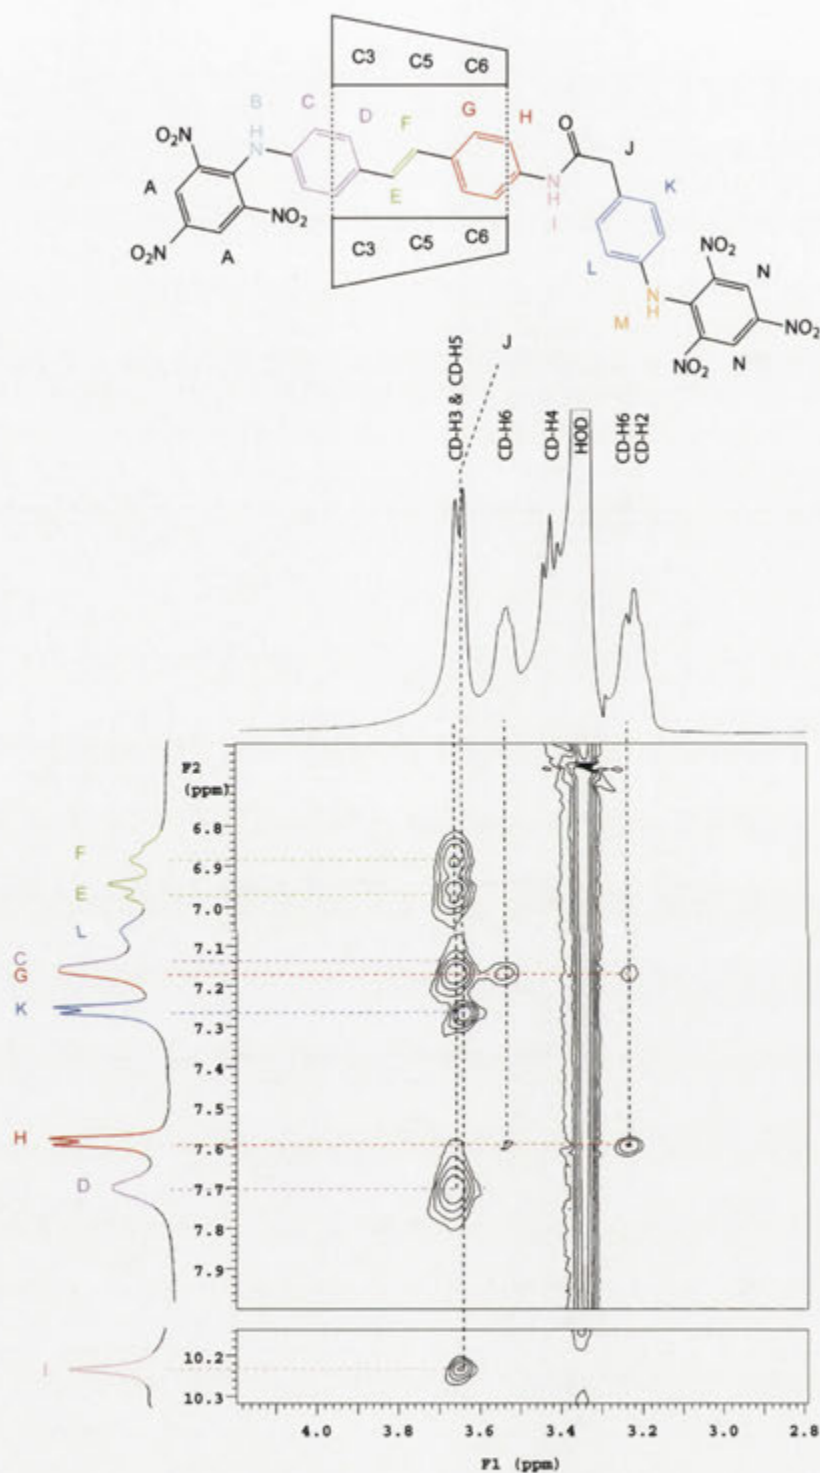 C3 C5 C6
B H N C D F G H O J
O₂N NO₂ A E N H I K
O₂N NO₂ A C3 C5 C6 L NO₂ N
M N H NO₂ N NO₂
J
CD-H3 & CD-H5
CD-H6
CD-H4
HOD
CD-H6
CD-H2
F2
(ppm)
6.8
F
6.9
E
7.0
L
7.1
C
G
7.2
K
7.3
7.4
7.5
H
7.6
D
7.7
7.8
7.9
I
10.2
10.3
4.0 3.8 3.6 3.4 3.2 3.0 2.8
F1 (ppm)